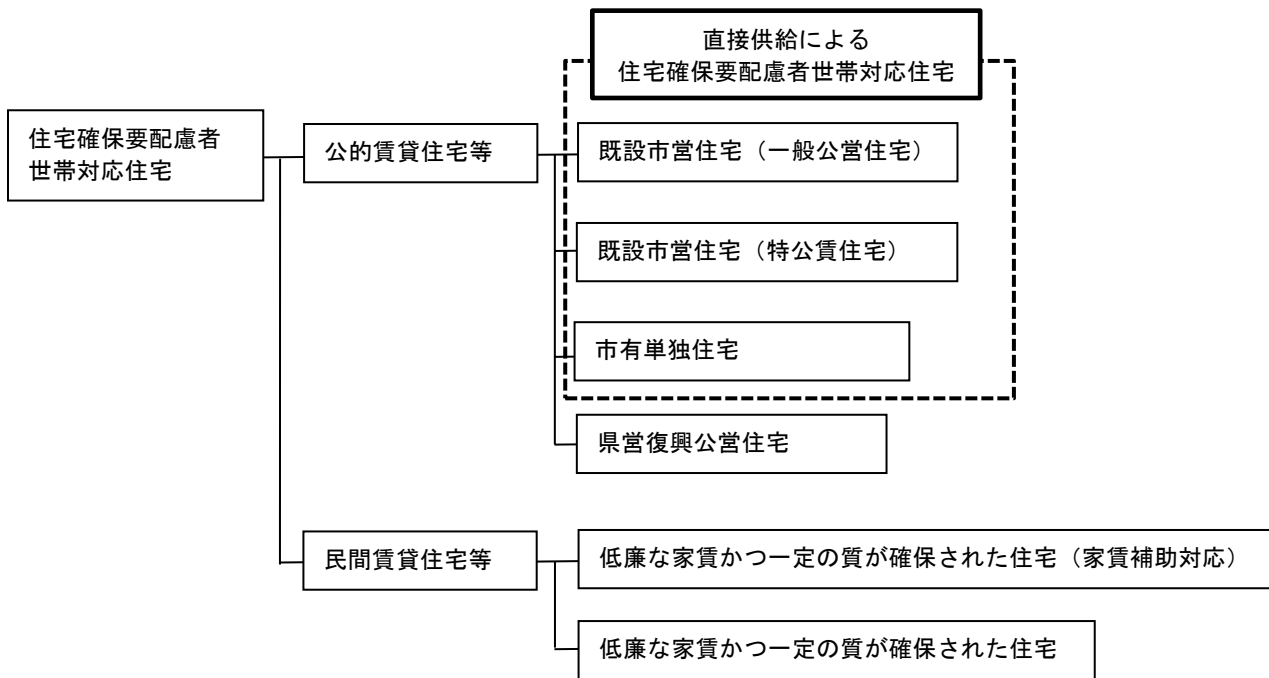 直接供給による
住宅確保要配慮者世帯対応住宅
住宅確保要配慮者
世帯対応住宅
公的賃貸住宅等
既設市営住宅（一般公営住宅）
既設市営住宅（特公賃住宅）
市有単独住宅
県営復興公営住宅
民間賃貸住宅等
低廉な家賃かつ一定の質が確保された住宅（家賃補助対応）
低廉な家賃かつ一定の質が確保された住宅